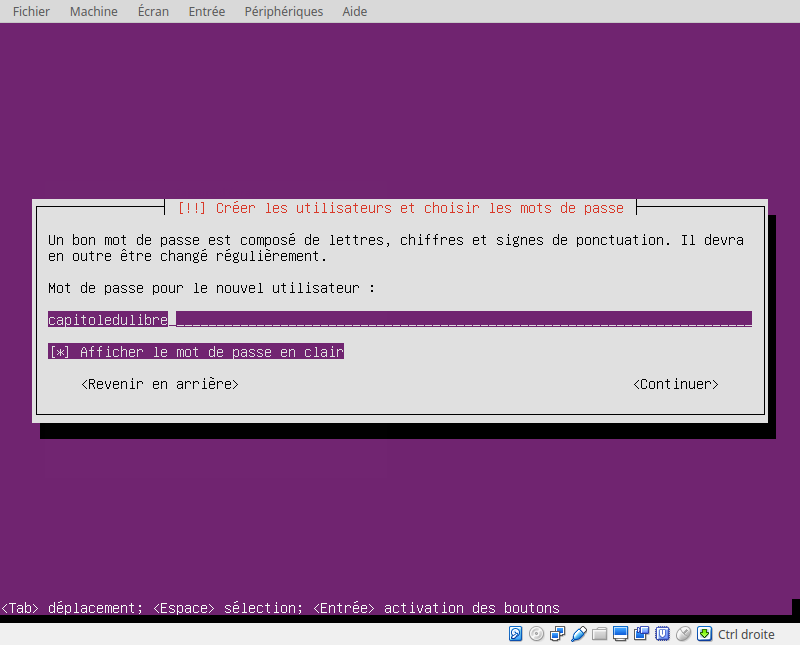 Fichier Machine Écran Entrée Périphériques Aide
[!!] Créer les utilisateurs et choisir les mots de passe
Un bon mot de passe est composé de lettres, chiffres et signes de ponctuation. Il devra
en outre être changé régulièrement.
Mot de passe pour le nouvel utilisateur :
capitoledulibre
[*] Afficher le mot de passe en clair
<Revenir en arrière> <Continuer>
<Tab> déplacement; <Espace> sélection; <Entrée> activation des boutons
Ctrl droite